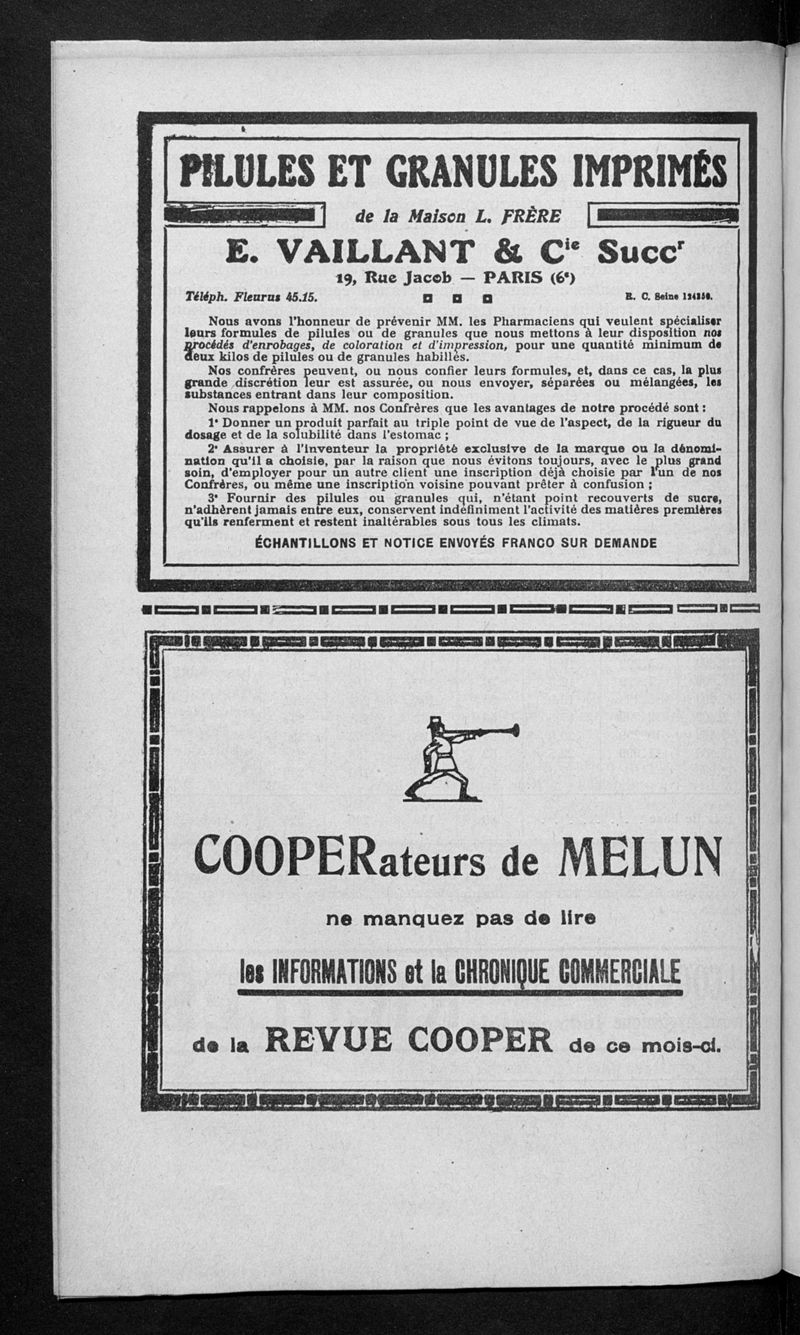 PILULES ET GRANULES IMPRIMÉS
de la Maison L. FRÈRE
E. VAILLANT & Cie Succr
19, Rue Jacob — PARIS (6e)
Téléph. Fleurus 45.15. R. C. Seine
Nous avons l'honneur de prévenir MM. les Pharmaciens qui veulent spécialiser
leurs formules de pilules ou de granules que nous mettons à leur disposition nos
procédés d'enrobages, de coloration et d'impression, pour une quantité minimum de
deux kilos de pilules ou de granules habillés.
Nos confrères peuvent, ou nous confier leurs formules, et, dans ce cas, la plus
grande discrétion leur est assurée, ou nous envoyer, séparées ou mélangées, les
substances entrant dans leur composition.
Nous rappelons à MM. nos Confrères que les avantages de notre procédé sont :
1° Donner un produit parfait au triple point de vue de l'aspect, de la rigueur du
dosage et de la solubilité dans l'estomac ;
2° Assurer à l'inventeur la propriété exclusive de la marque ou la dénomi-
nation qu'il a choisie, par la raison que nous évitons toujours, avec le plus grand
soin, d'employer pour un autre client une inscription déjà choisie par l'un de nos
Confrères, ou même une inscription voisine pouvant prêter à confusion ;
3° Fournir des pilules ou granules qui, n'étant point recouverts de sucre,
n'adhèrent jamais entre eux, conservent indéfiniment l'activité des matières premières
qu'ils renferment et restent inaltérables sous tous les climats.
ÉCHANTILLONS ET NOTICE ENVOYÉS FRANCO SUR DEMANDE
COOPERateurs de MELUN
ne manquez pas de lire
les INFORMATIONS et la CHRONIQUE COMMERCIALE
de la REVUE COOPER de ce mois-ci.